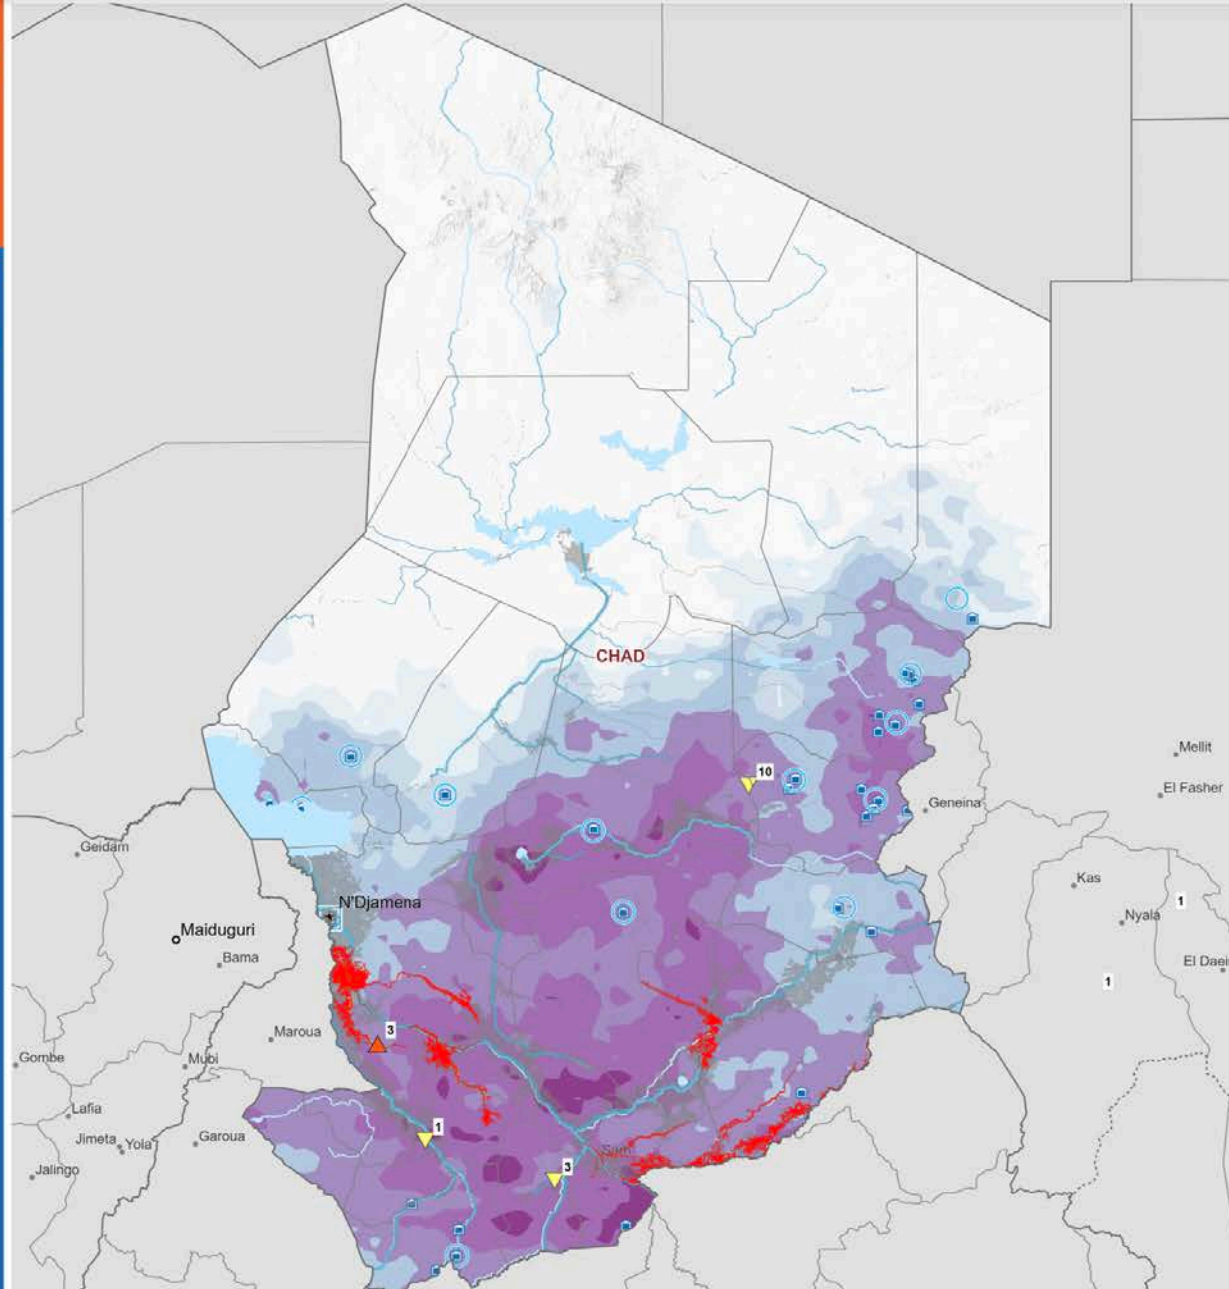 CHAD
Mellit
10
El Fasher
Geneina
Geidam
Kas
N'Djamena
1
Nyala
Maiduguri
Bama
El Daei
1
3
Maroua
Gombe
Mubi
Lafia
1
Jimeta
Yola
Garoua
Sarh
3
Jalingo